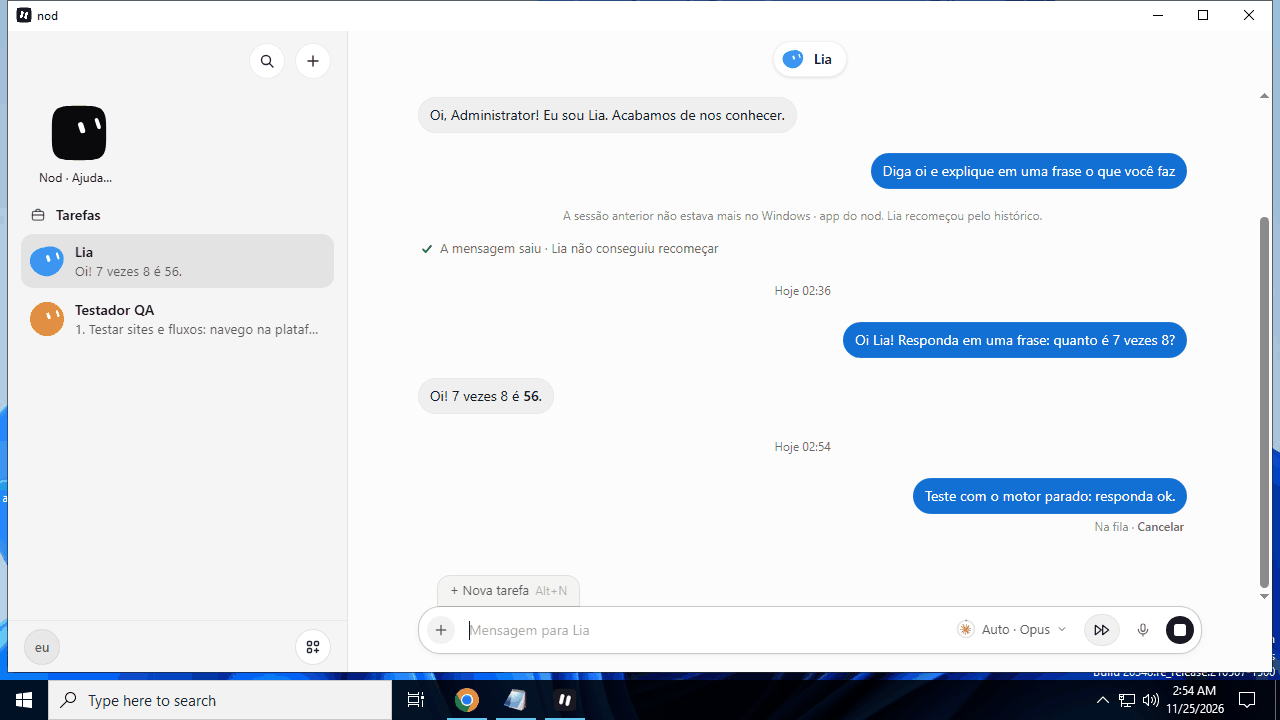 nod
Lia
Oi, Administrator! Eu sou Lia. Acabamos de nos conhecer.
Nod · Ajuda...
Diga oi e explique em uma frase o que você faz
Tarefas
A sessão anterior não estava mais no Windows · app do nod. Lia recomeçou pelo histórico.
Lia
Oi! 7 vezes 8 é 56.
A mensagem saiu · Lia não conseguiu recomeçar
Hoje 02:36
Testador QA
1. Testar sites e fluxos: navego na plataf...
Oi Lia! Responda em uma frase: quanto é 7 vezes 8?
Oi! 7 vezes 8 é 56.
Hoje 02:54
Teste com o motor parado: responda ok.
Na fila · Cancelar
+ Nova tarefa Alt+N
Mensagem para Lia
Auto · Opus
eu
Type here to search
2:54 AM
11/25/2026